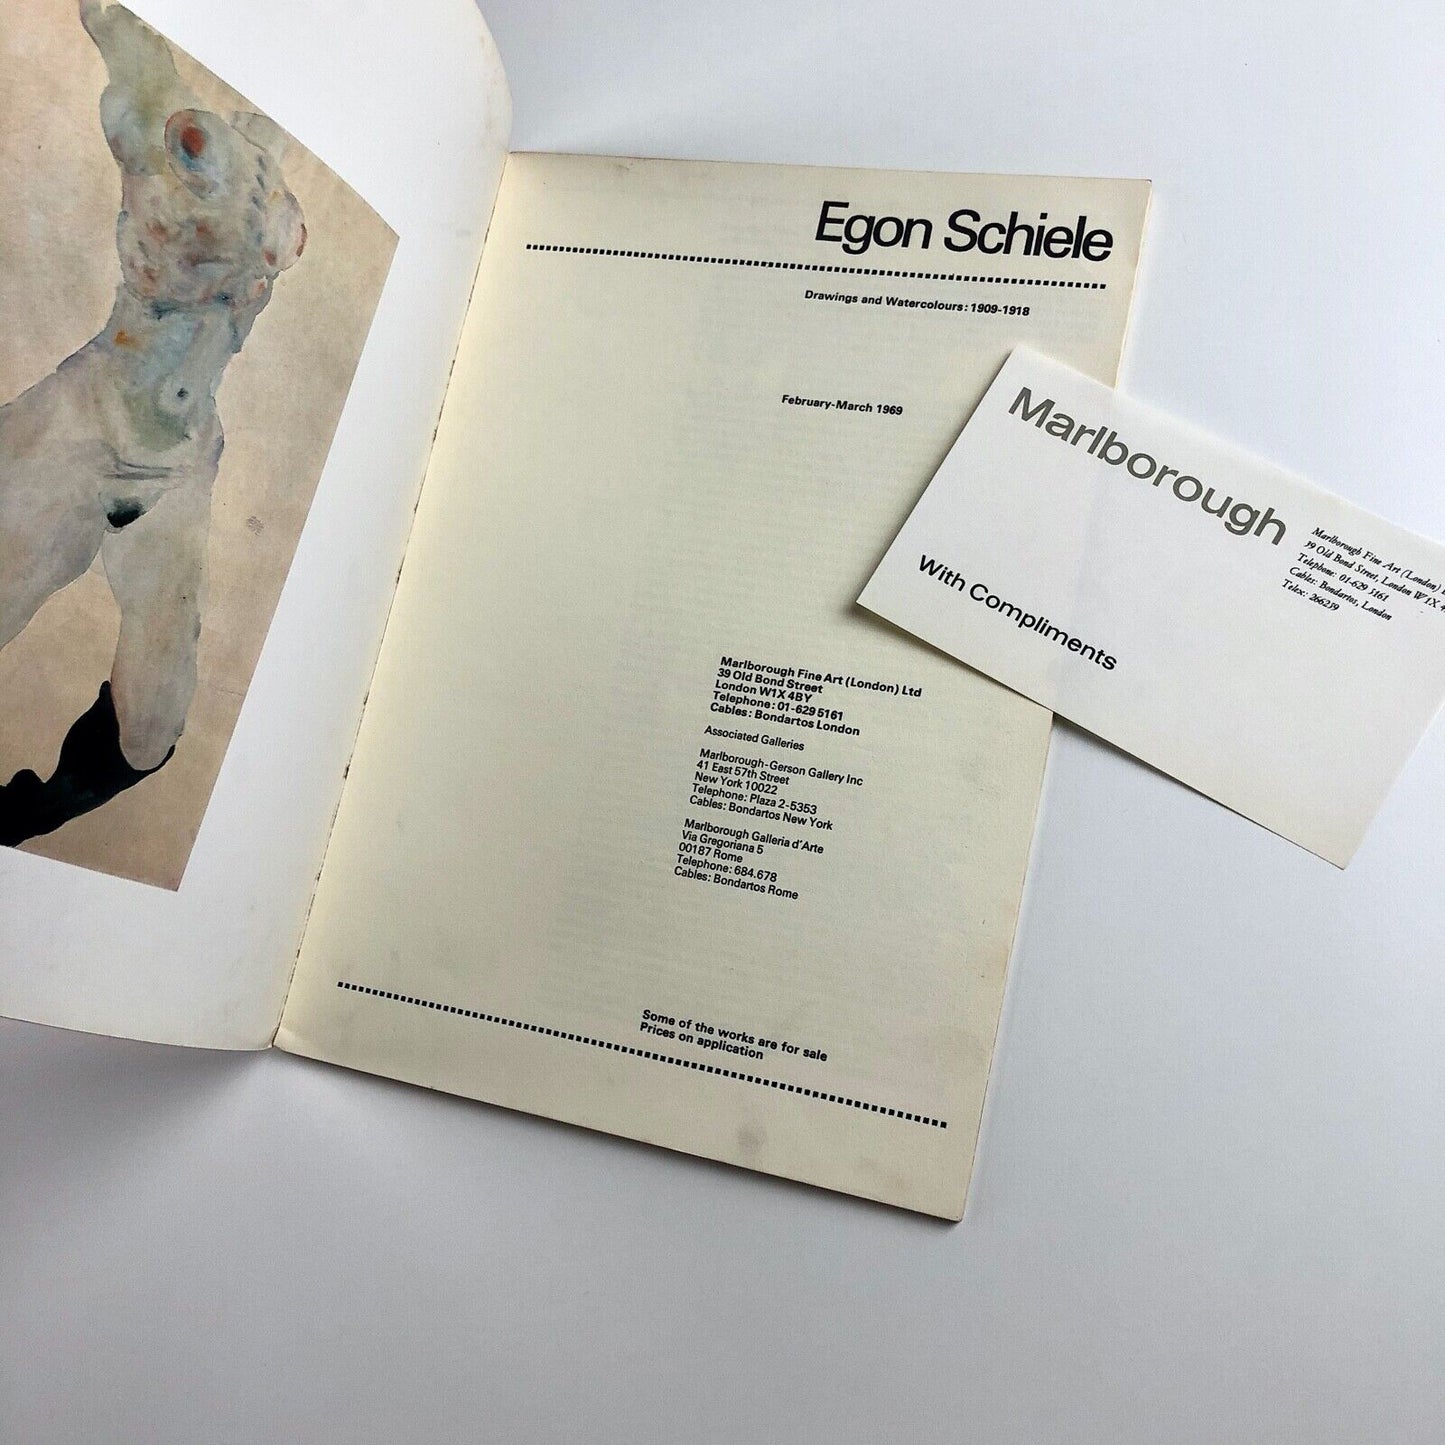 Egon Schiele
Drawings and Watercolours: 1909-1918
February-March 1969
Marlborough Fine Art (London) Ltd
39 Old Bond Street
London W1X 4BY
Telephone: 01-629 5161
Cables: Bondartos London
Associated Galleries
Marlborough-Gerson Gallery Inc
41 East 57th Street
New York 10022
Telephone: Plaza 2-5353
Cables: Bondartos New York
Marlborough Galleria d'Arte
Via Gregoriana 5
00187 Rome
Telephone: 684.678
Cables: Bondartos Rome
Some of the works are for sale
Prices on application
Marlborough
With Compliments
Marlborough Fine Art (London)
39 Old Bond Street, London W1X
Telephone: 01-629 5161
Cables: Bondartos, London
Telex: 266259